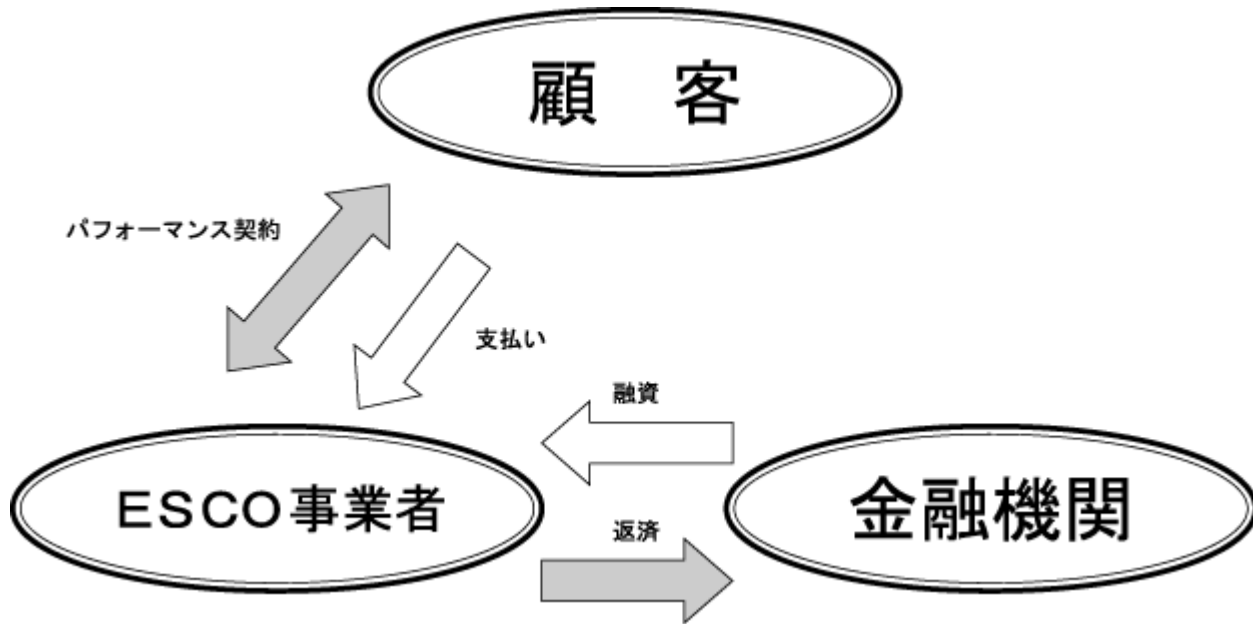 顧　客
パフォーマンス契約
支払い
融資
ＥＳＣＯ事業者
金融機関
返済